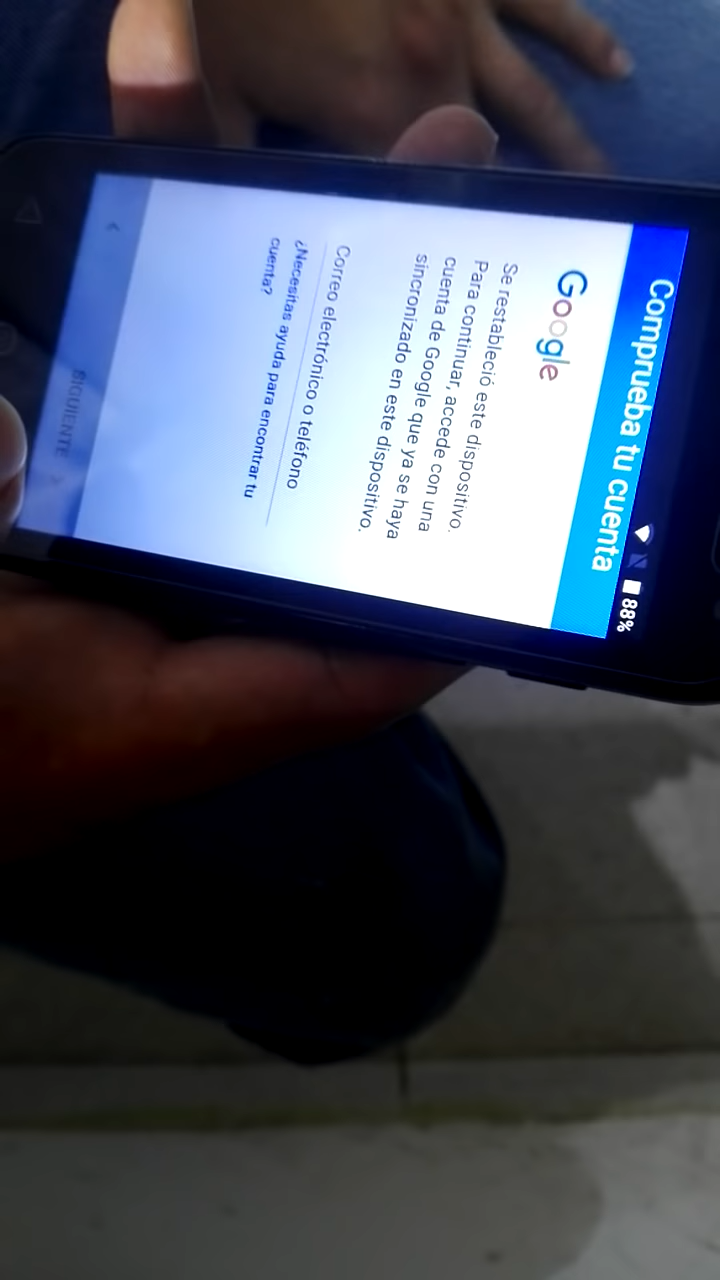 88%
Comprueba tu cuenta
Google
Se restableció este dispositivo.
Para continuar, accede con una
cuenta de Google que ya se haya
sincronizado en este dispositivo.
Correo electrónico o teléfono
¿Necesitas ayuda para encontrar tu
cuenta?
SIGUIENTE